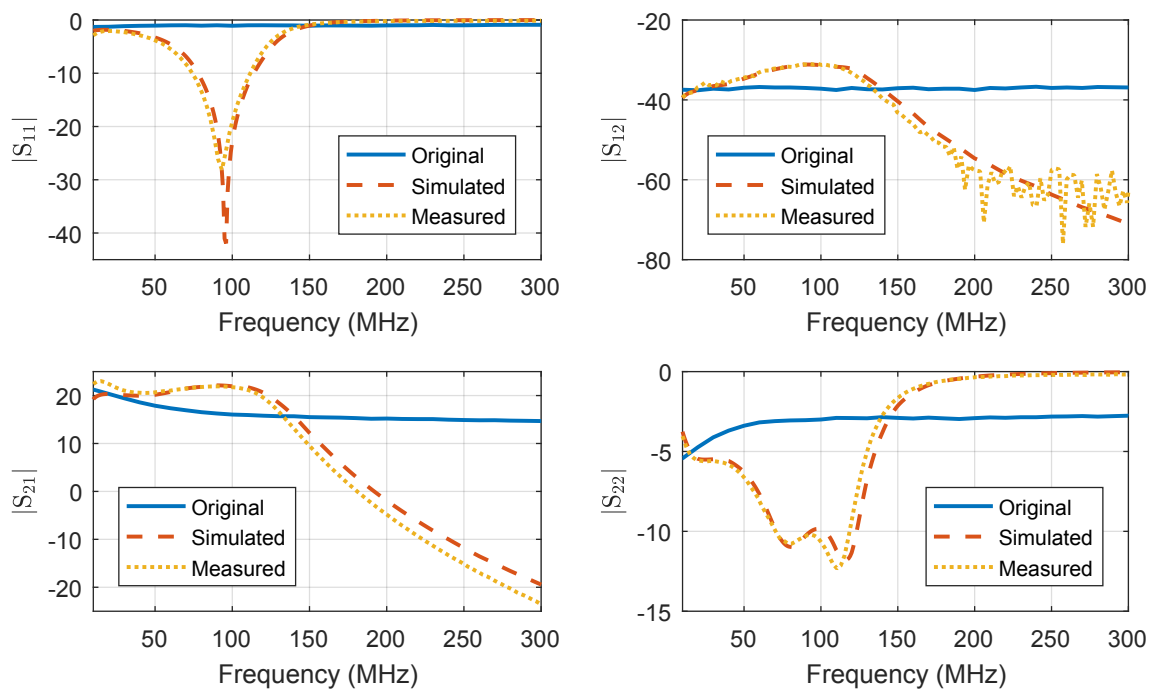 0
-10
-20
-30
-40
|S11|
Original
Simulated
Measured
50 100 150 200 250 300
Frequency (MHz)
-20
-40
-60
-80
|S12|
Original
Simulated
Measured
50 100 150 200 250 300
Frequency (MHz)
20
10
0
-10
-20
|S21|
Original
Simulated
Measured
50 100 150 200 250 300
Frequency (MHz)
0
-5
-10
-15
|S22|
Original
Simulated
Measured
50 100 150 200 250 300
Frequency (MHz)